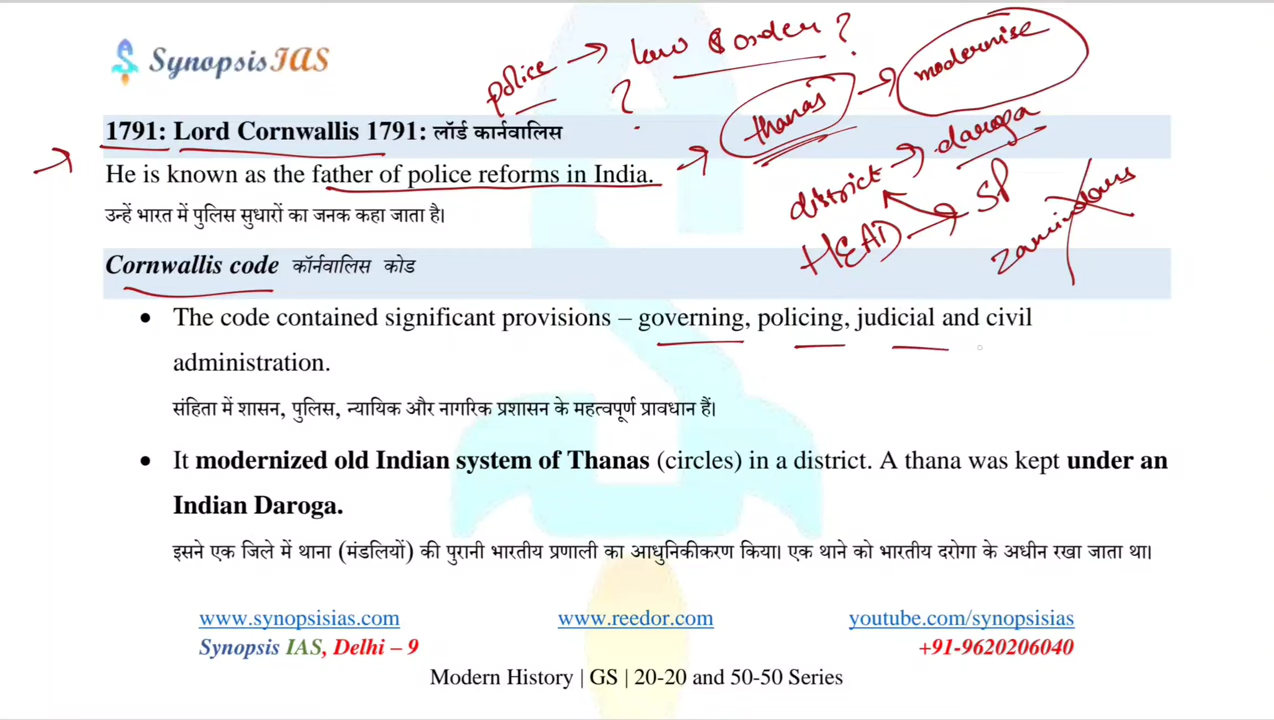 SynopsisIAS
police → law & order ?
?
thanas → modernise
1791: Lord Cornwallis 1791: लॉर्ड कार्नवालिस
district → daroga
He is known as the father of police reforms in India.
HEAD → SP
zamindars
उन्हें भारत में पुलिस सुधारों का जनक कहा जाता है।
Cornwallis code कॉर्नवालिस कोड
• The code contained significant provisions – governing, policing, judicial and civil
administration.
संहिता में शासन, पुलिस, न्यायिक और नागरिक प्रशासन के महत्वपूर्ण प्रावधान हैं।
• It modernized old Indian system of Thanas (circles) in a district. A thana was kept under an
Indian Daroga.
इसने एक जिले में थाना (मंडलियों) की पुरानी भारतीय प्रणाली का आधुनिकीकरण किया। एक थाने को भारतीय दरोगा के अधीन रखा जाता था।
www.synopsisias.com www.reedor.com youtube.com/synopsisias
Synopsis IAS, Delhi – 9 +91-9620206040
Modern History | GS | 20-20 and 50-50 Series